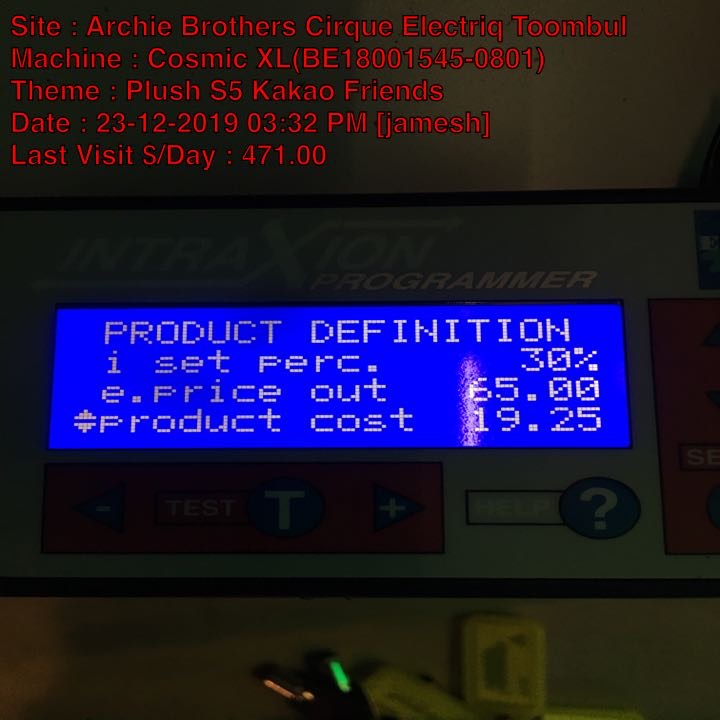 Site : Archie Brothers Cirque Electriq Toombul
Machine : Cosmic XL(BE18001545-0801)
Theme : Plush S5 Kakao Friends
Date : 23-12-2019 03:32 PM [jamesh]
Last Visit $/Day : 471.00
INTRAXION
PROGRAMMER
PRODUCT DEFINITION
i set perc. 30%
e.price out 65.00
product cost 19.25
- TEST T + HELP ?